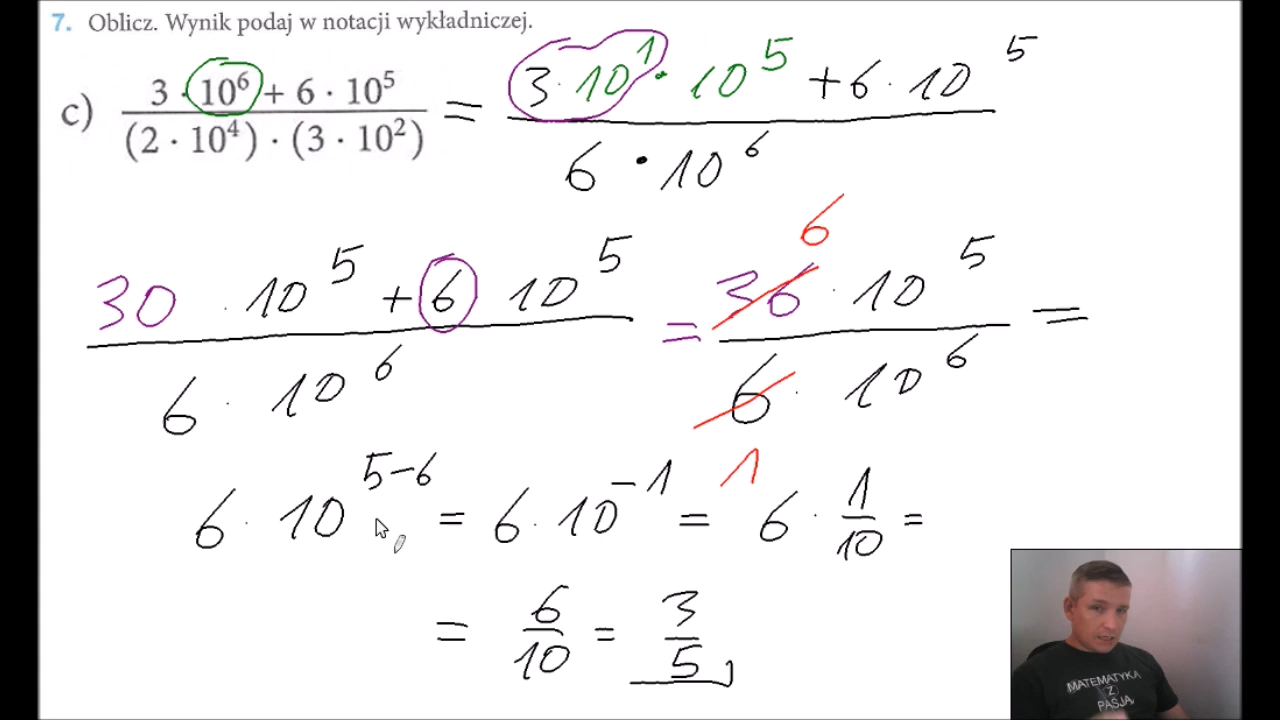 7. Oblicz. Wynik podaj w notacji wykładniczej.
c) (3 · 10⁶ + 6 · 10⁵) / ((2 · 10⁴) · (3 · 10²)) = (3 · 10¹ · 10⁵ + 6 · 10⁵) / (6 · 10⁶)
(30 · 10⁵ + 6 10⁵) / (6 · 10⁶) = (36 · 10⁵) / (6 · 10⁶) =
6
1
6 · 10⁵⁻⁶ = 6 · 10⁻¹ = 6 · 1/10 =
= 6/10 = 3/5
MATEMATYKA
Z
PASJĄ